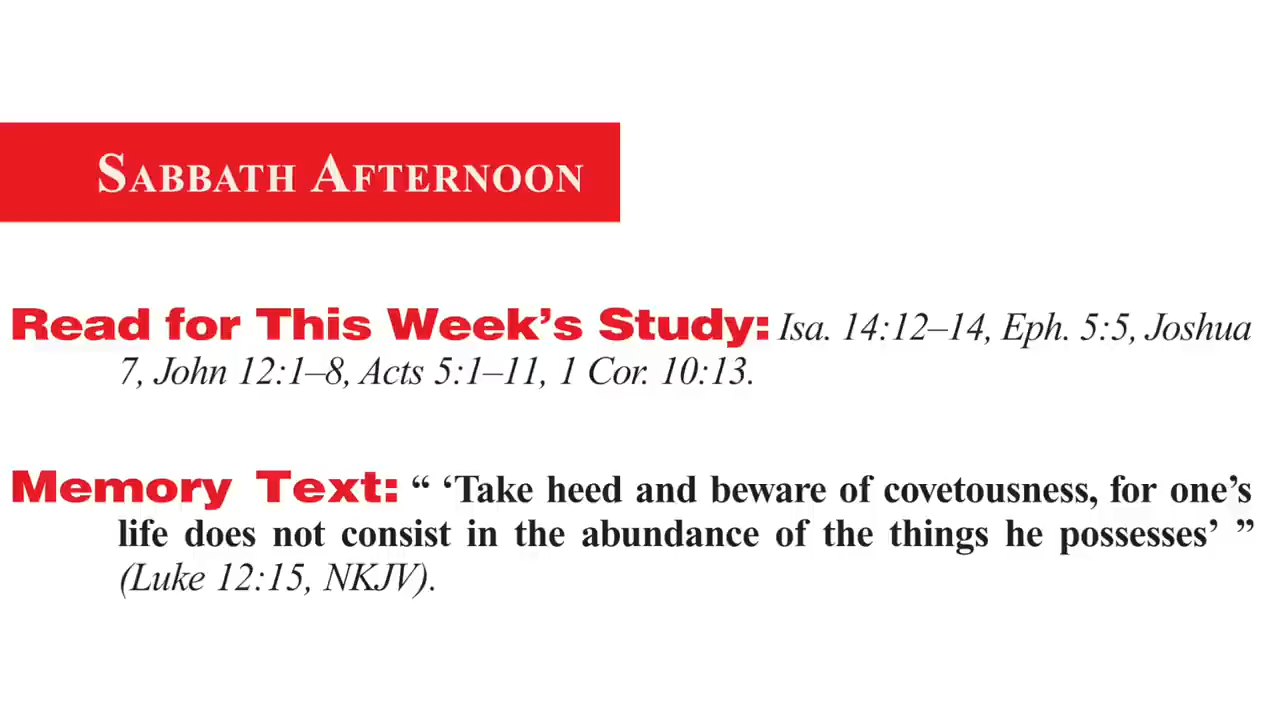 SABBATH AFTERNOON
Read for This Week’s Study: Isa. 14:12–14, Eph. 5:5, Joshua
7, John 12:1–8, Acts 5:1–11, 1 Cor. 10:13.
Memory Text: “ ‘Take heed and beware of covetousness, for one’s
life does not consist in the abundance of the things he possesses’ ”
(Luke 12:15, NKJV).